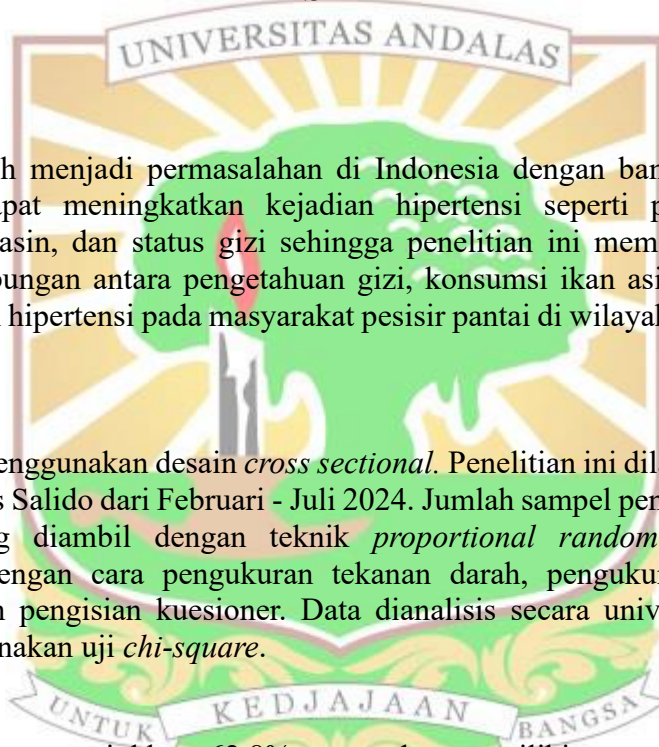 UNIVERSITAS ANDALAS
h menjadi permasalahan di Indonesia dengan ban
pat meningkatkan kejadian hipertensi seperti p
asin, dan status gizi sehingga penelitian ini mem
bungan antara pengetahuan gizi, konsumsi ikan asi
hipertensi pada masyarakat pesisir pantai di wilayal
enggunakan desain cross sectional. Penelitian ini dila
s Salido dari Februari - Juli 2024. Jumlah sampel pen
g diambil dengan teknik proportional random
engan cara pengukuran tekanan darah, pengukur
n pengisian kuesioner. Data dianalisis secara univ
nakan uji chi-square.
UNTUK KEDJAJAAN BANGSA